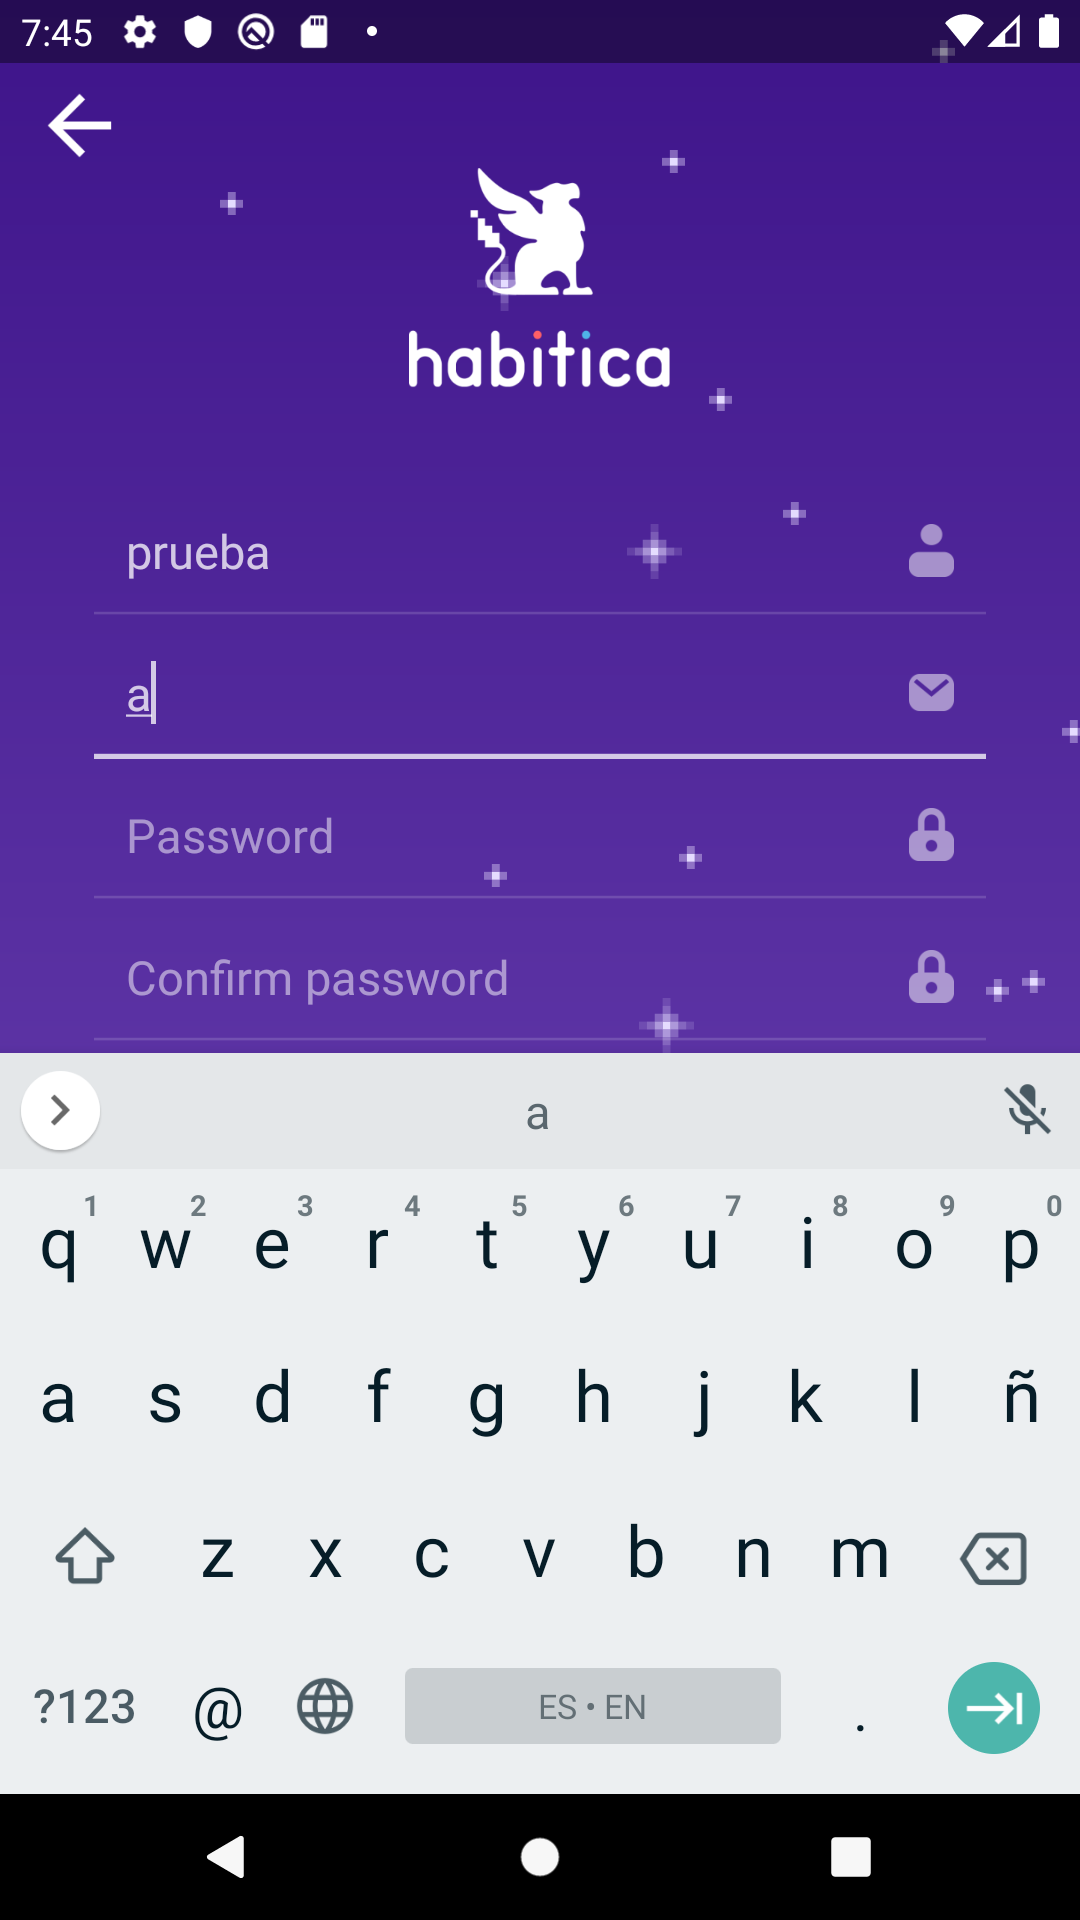 7:45
habitica
prueba
a
Password
Confirm password
a
1 2 3 4 5 6 7 8 9 0
q w e r t y u i o p
a s d f g h j k l ñ
z x c v b n m
?123 @ ES • EN .